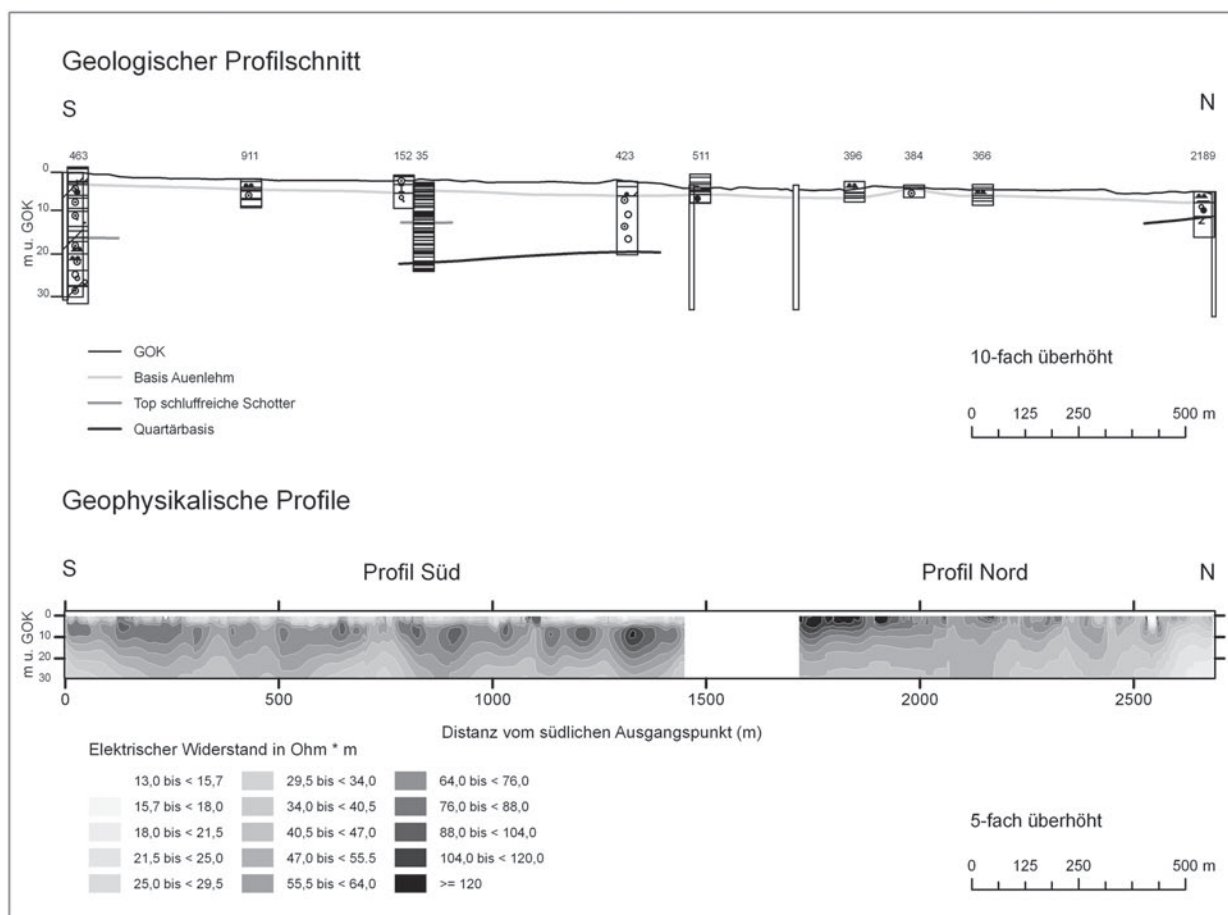 Geologischer Profilschnitt
S N
463 911 152 35 423 511 396 384 366 2189
0
10
20
30
m u. GOK
GOK
Basis Auenlehm
Top schluffreiche Schotter
Quartärbasis
10-fach überhöht
0 125 250 500 m
Geophysikalische Profile
S Profil Süd Profil Nord N
0
10
20
30
m u. GOK
0 500 1000 1500 2000 2500
Distanz vom südlichen Ausgangspunkt (m)
Elektrischer Widerstand in Ohm * m
13,0 bis < 15,7 29,5 bis < 34,0 64,0 bis < 76,0
15,7 bis < 18,0 34,0 bis < 40,5 76,0 bis < 88,0
18,0 bis < 21,5 40,5 bis < 47,0 88,0 bis < 104,0
21,5 bis < 25,0 47,0 bis < 55.5 104,0 bis < 120,0
25,0 bis < 29,5 55,5 bis < 64,0 >= 120
5-fach überhöht
0 125 250 500 m